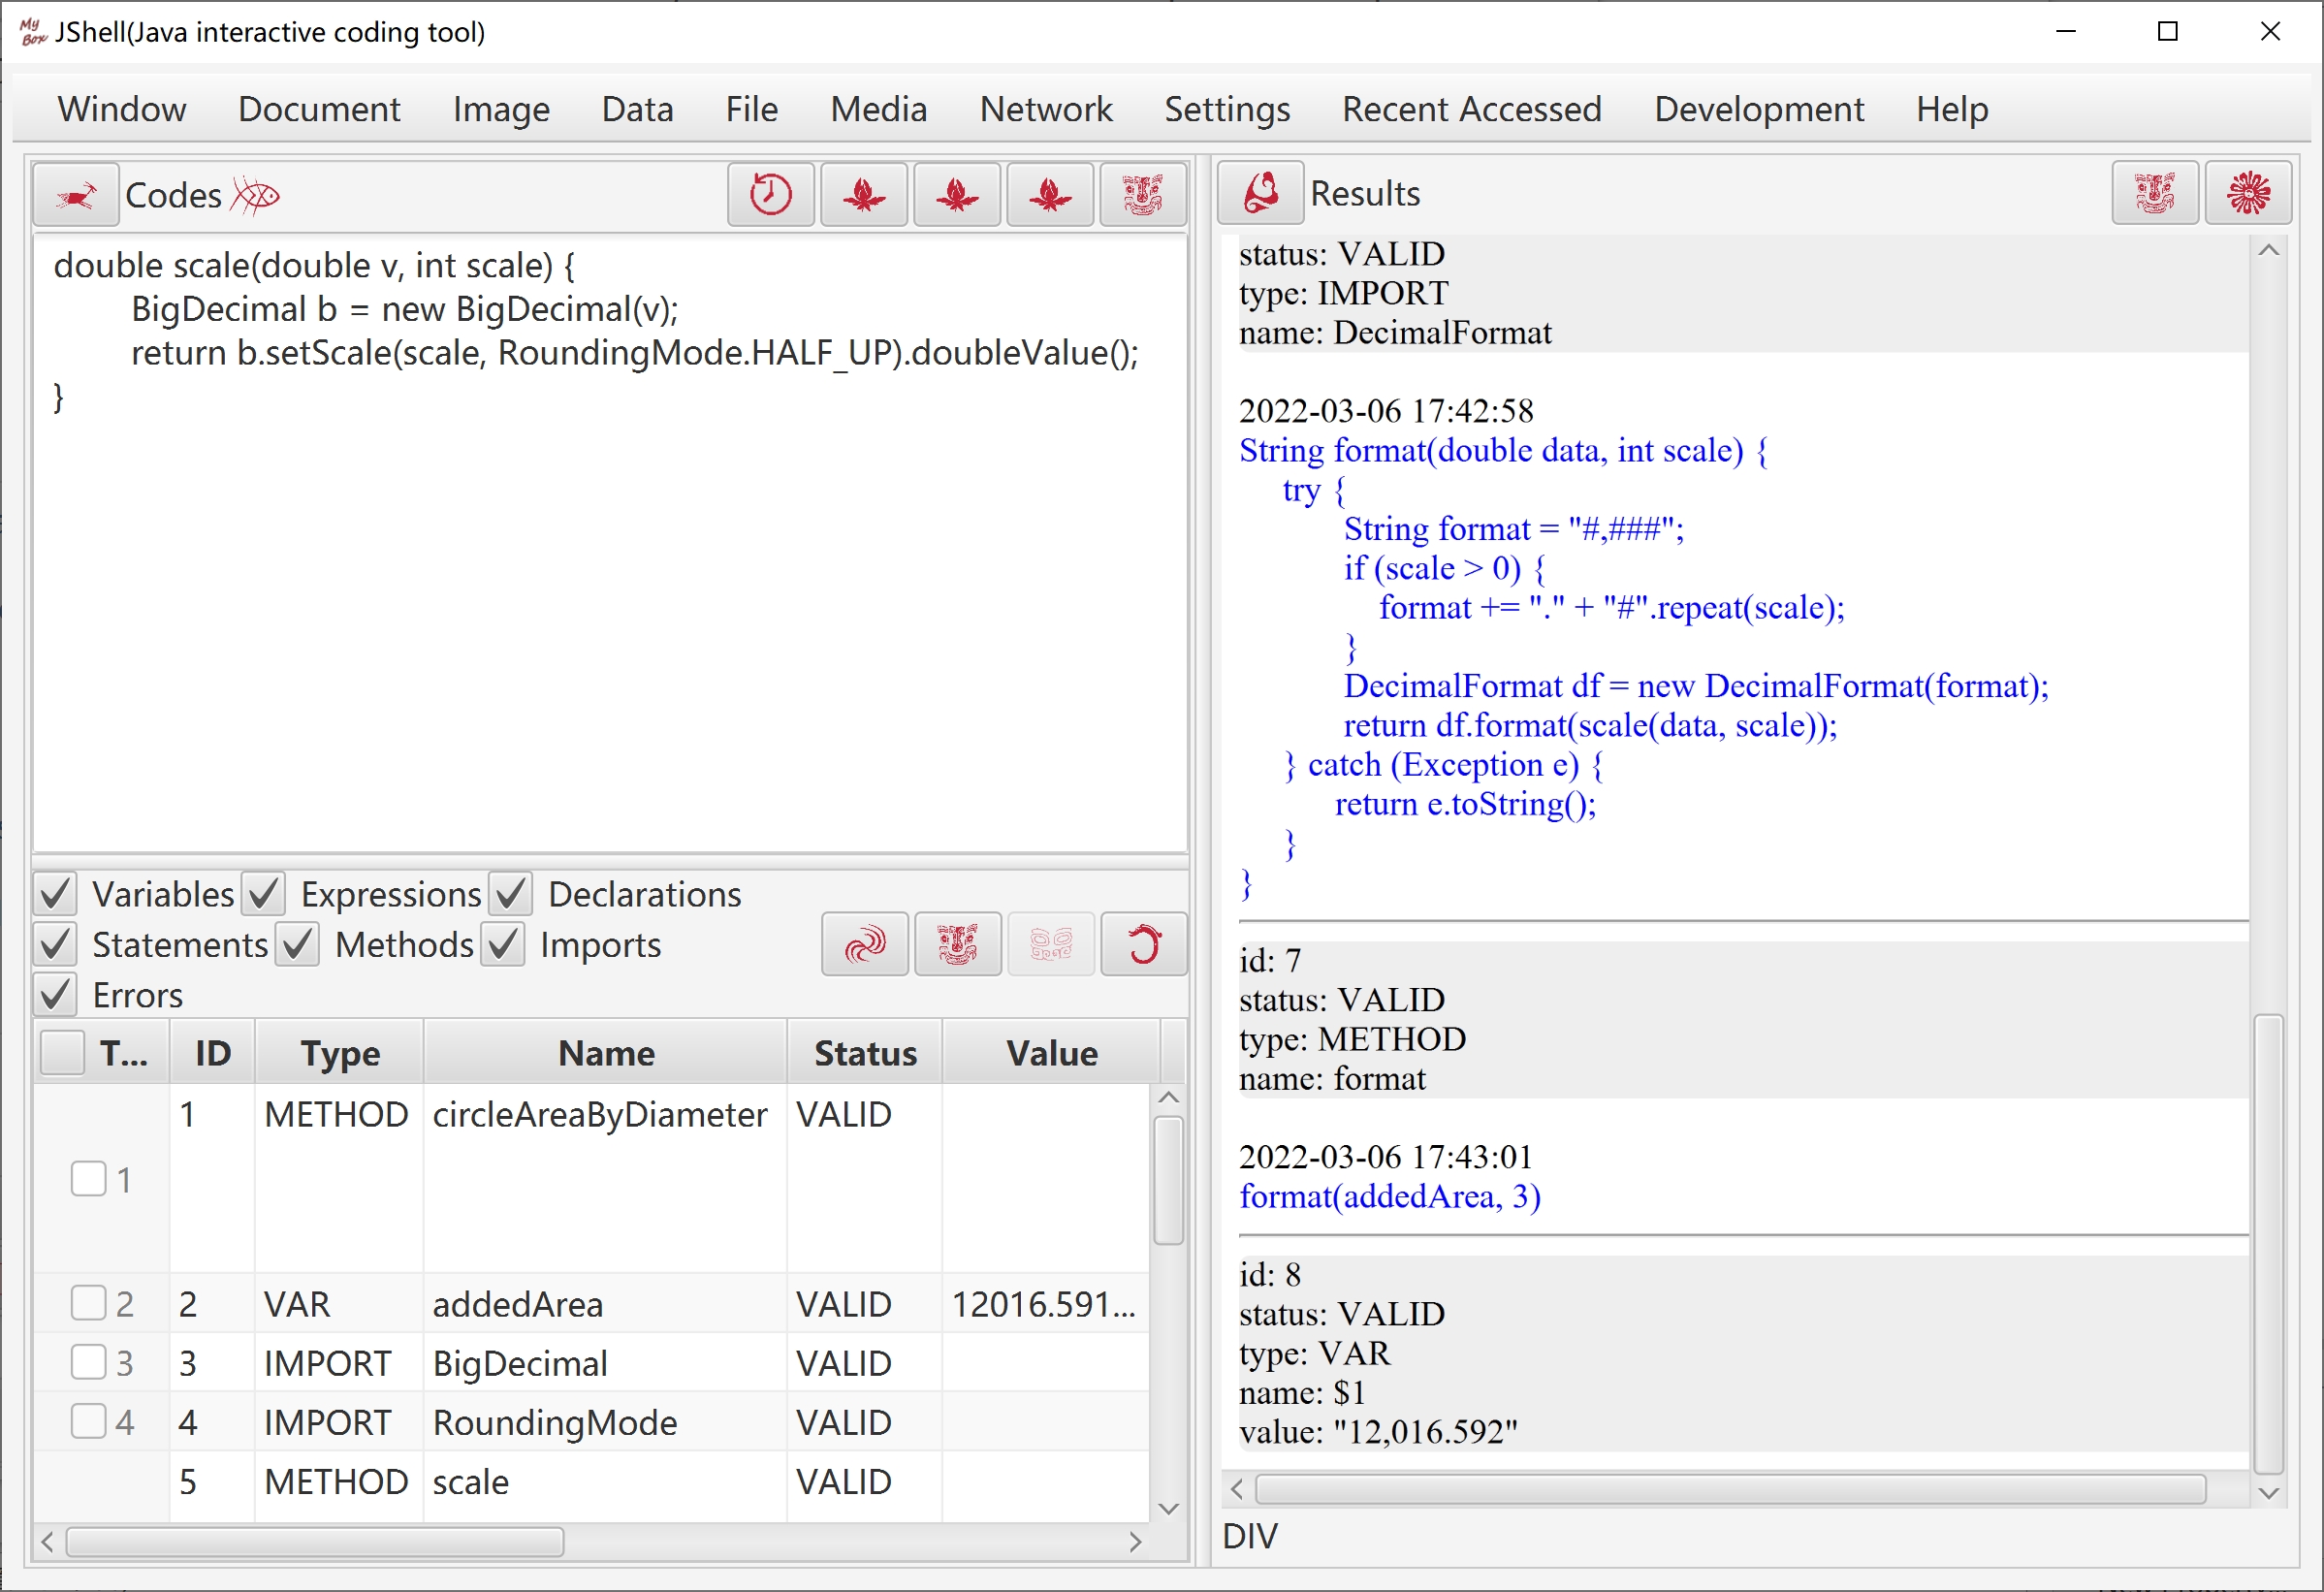 My Box JShell(Java interactive coding tool)
Window Document Image Data File Media Network Settings Recent Accessed Development Help
Codes
double scale(double v, int scale) {
BigDecimal b = new BigDecimal(v);
return b.setScale(scale, RoundingMode.HALF_UP).doubleValue();
}
Variables Expressions Declarations
Statements Methods Imports
Errors
T... ID Type Name Status Value
1 1 METHOD circleAreaByDiameter VALID
2 2 VAR addedArea VALID 12016.591...
3 3 IMPORT BigDecimal VALID
4 4 IMPORT RoundingMode VALID
5 METHOD scale VALID
Results
status: VALID
type: IMPORT
name: DecimalFormat
2022-03-06 17:42:58
String format(double data, int scale) {
try {
String format = "#,###";
if (scale > 0) {
format += "." + "#".repeat(scale);
}
DecimalFormat df = new DecimalFormat(format);
return df.format(scale(data, scale));
} catch (Exception e) {
return e.toString();
}
}
id: 7
status: VALID
type: METHOD
name: format
2022-03-06 17:43:01
format(addedArea, 3)
id: 8
status: VALID
type: VAR
name: $1
value: "12,016.592"
DIV